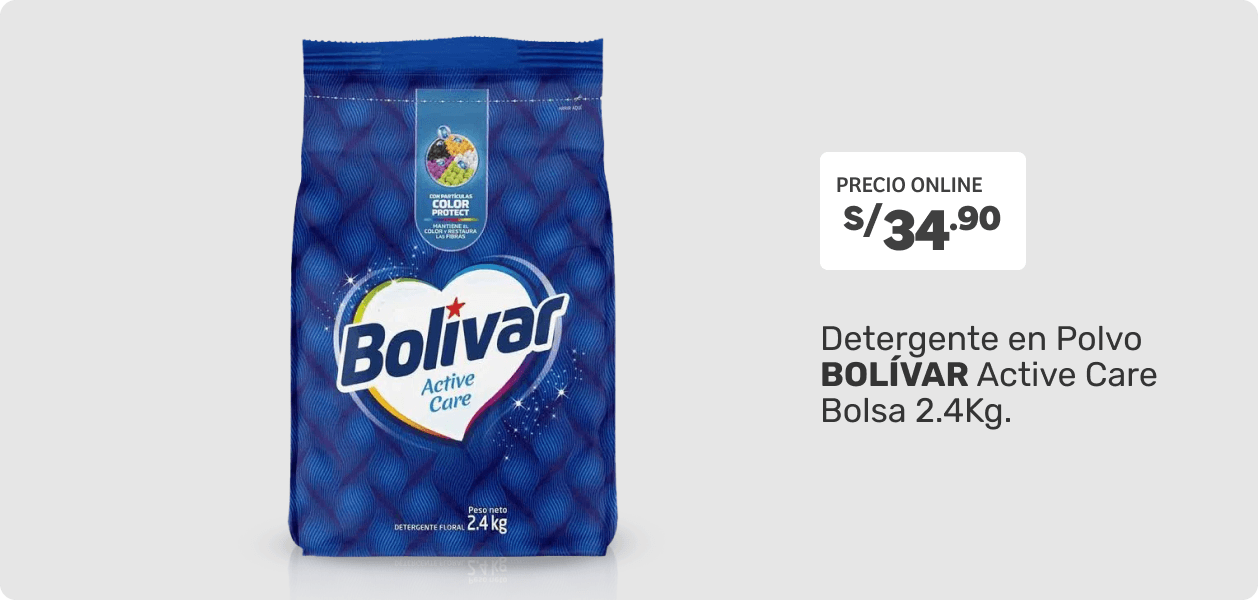 CON PARTÍCULAS
COLOR
PROTECT
MANTIENE EL
COLOR Y RESTAURA
LAS FIBRAS
Bolívar
Active
Care
Peso neto
DETERGENTE FLORAL 2.4 kg
PRECIO ONLINE
S/34.90
Detergente en Polvo
BOLÍVAR Active Care
Bolsa 2.4Kg.